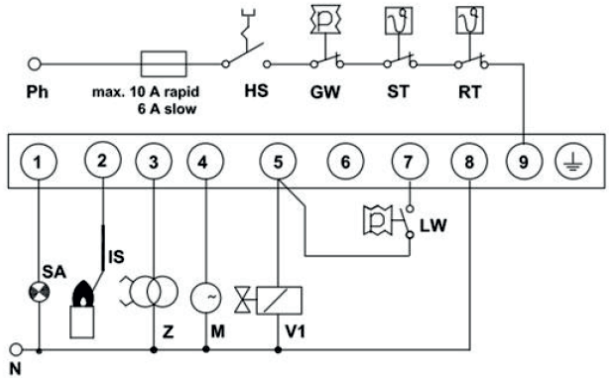 Ph
max. 10 A rapid
6 A slow
HS
GW
ST
RT
P
1
2
3
4
5
6
7
8
9
P
LW
SA
IS
Z
M
V1
~
N